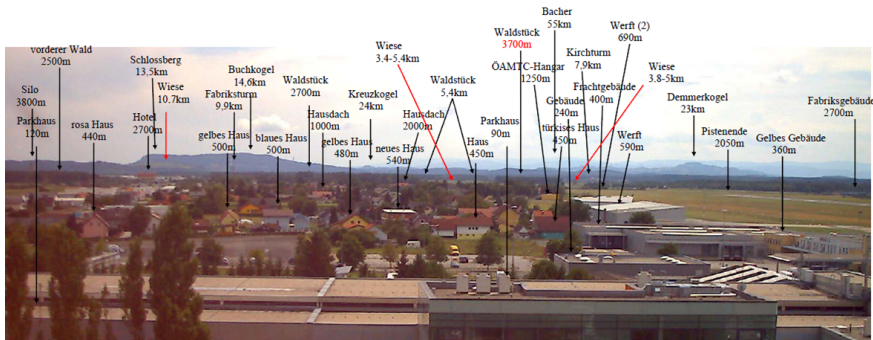 vorderer Wald
2500m
Silo
3800m
Parkhaus
120m
rosa Haus
440m
Schlossberg
13,5km
Wiese
10,7km
Hotel
2700m
Fabriksturm
9,9km
gelbes Haus
500m
Buchkogel
14,6km
blaues Haus
500m
Waldstück
2700m
Hausdach
1000m
gelbes Haus
480m
Kreuzkogel
24km
Wiese
3.4-5.4km
neues Haus
540m
Hausdach
2000m
Waldstück
5,4km
Haus
450m
Parkhaus
90m
Waldstück
3700m
ÖAMTC-Hangar
1250m
Bacher
55km
Gebäude
240m
türkises Haus
450m
Kirchturm
7,9km
Frachtgebäude
400m
Werft (2)
690m
Werft
590m
Wiese
3.8-5km
Demmerkogel
23km
Pistenende
2050m
Gelbes Gebäude
360m
Fabriksgebäude
2700m